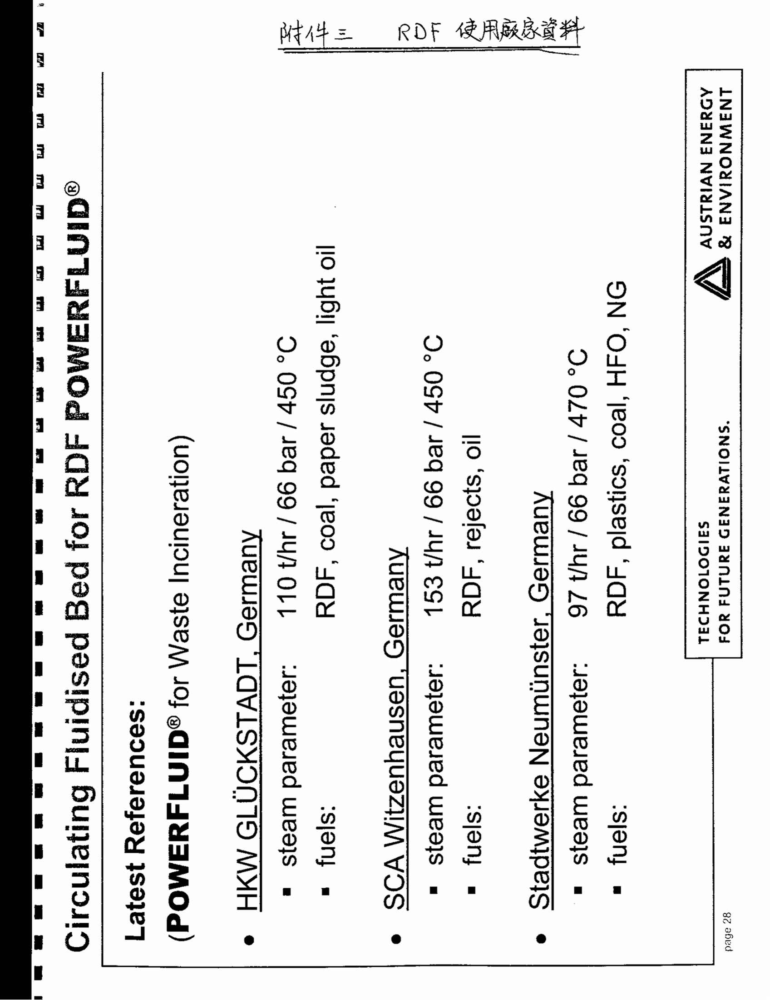 附件三 RDF 使用廠家資料
Circulating Fluidised Bed for RDF POWERFLUID®
Latest References:
(POWERFLUID® for Waste Incineration)
• HKW GLÜCKSTADT, Germany
▪ steam parameter: 110 t/hr / 66 bar / 450 °C
▪ fuels: RDF, coal, paper sludge, light oil
• SCA Witzenhausen, Germany
▪ steam parameter: 153 t/hr / 66 bar / 450 °C
▪ fuels: RDF, rejects, oil
• Stadtwerke Neumünster, Germany
▪ steam parameter: 97 t/hr / 66 bar / 470 °C
▪ fuels: RDF, plastics, coal, HFO, NG
TECHNOLOGIES
FOR FUTURE GENERATIONS.
AUSTRIAN ENERGY
& ENVIRONMENT
page 28